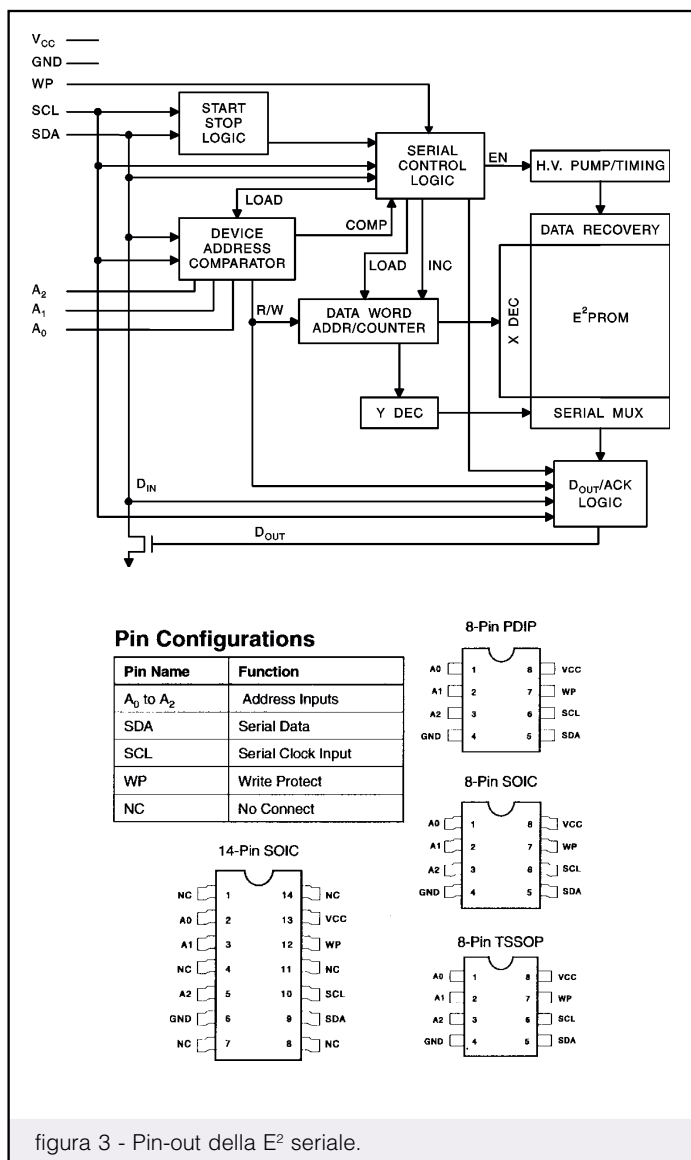 V_CC
GND
WP
SCL
SDA
START
STOP
LOGIC
SERIAL
CONTROL
LOGIC
EN
H.V. PUMP/TIMING
LOAD
COMP
DEVICE
ADDRESS
COMPARATOR
LOAD
INC
DATA RECOVERY
A₂
A₁
A₀
R/W
DATA WORD
ADDR/COUNTER
X DEC
E²PROM
Y DEC
SERIAL MUX
D_IN
D_OUT/ACK
LOGIC
D_OUT
Pin Configurations
Pin Name Function
A₀ to A₂ Address Inputs
SDA Serial Data
SCL Serial Clock Input
WP Write Protect
NC No Connect
8-Pin PDIP
A0 1 8 VCC
A1 2 7 WP
A2 3 6 SCL
GND 4 5 SDA
8-Pin SOIC
A0 1 8 VCC
A1 2 7 WP
A2 3 6 SCL
GND 4 5 SDA
14-Pin SOIC
NC 1 14 NC
A0 2 13 VCC
A1 3 12 WP
NC 4 11 NC
A2 5 10 SCL
GND 6 9 SDA
NC 7 8 NC
8-Pin TSSOP
A0 1 8 VCC
A1 2 7 WP
A2 3 6 SCL
GND 4 5 SDA
figura 3 - Pin-out della E² seriale.